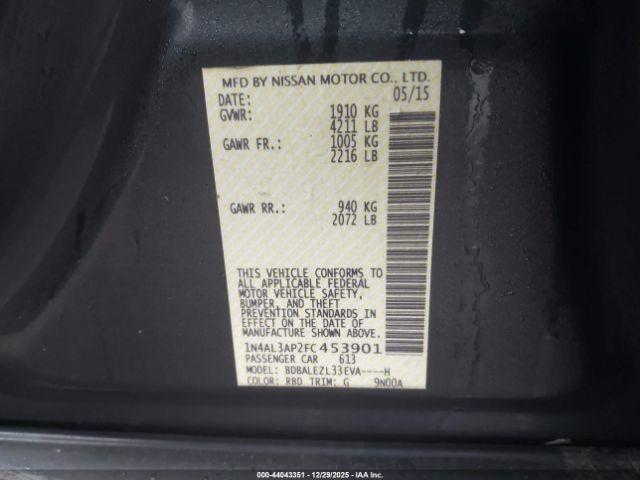 MFD BY NISSAN MOTOR CO., LTD.
DATE: 05/15
GVWR: 1910 KG
4211 LB
GAWR FR.: 1005 KG
2216 LB
GAWR RR.: 940 KG
2072 LB
THIS VEHICLE CONFORMS TO
ALL APPLICABLE FEDERAL
MOTOR VEHICLE SAFETY,
BUMPER, AND THEFT
PREVENTION STANDARDS IN
EFFECT ON THE DATE OF
MANUFACTURE SHOWN ABOVE.
1N4AL3AP2FC453901
PASSENGER CAR 613
MODEL: BDBALEZL33EVA----H
COLOR: RBD TRIM: G 9N00A
000-44043351 | 12/29/2025 - IAA Inc.